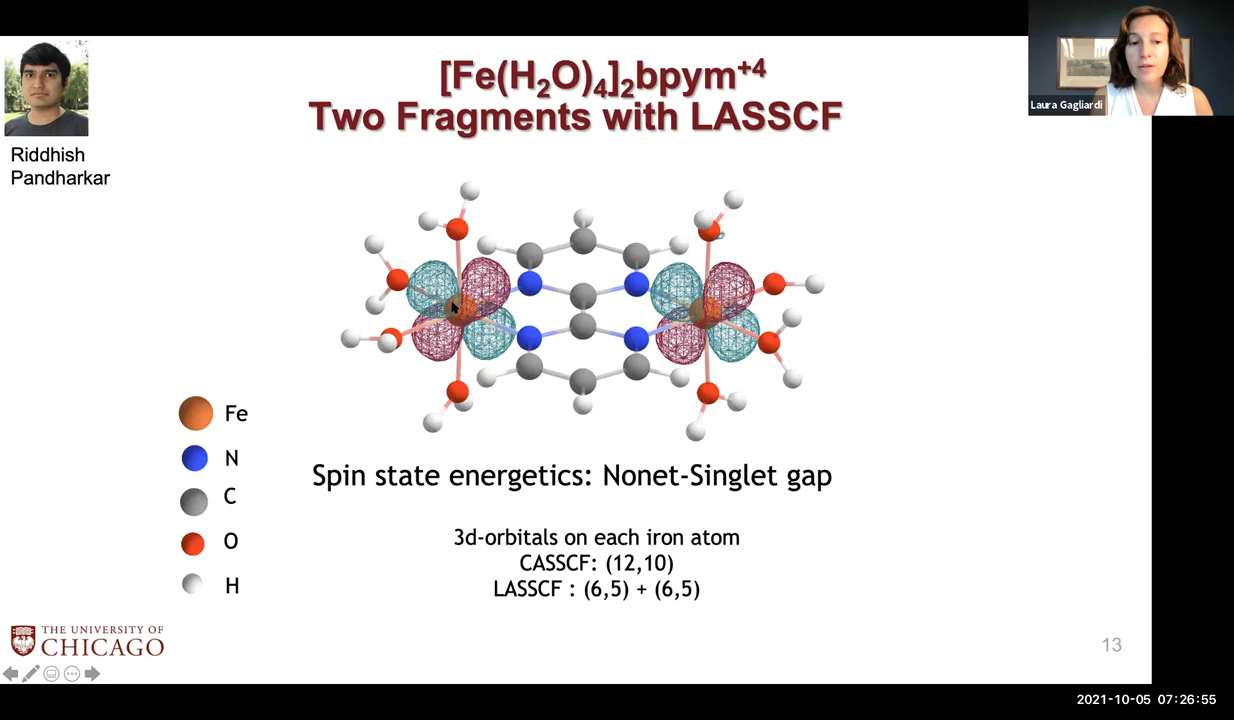 [Fe(H₂O)₄]₂bpym⁺⁴
Two Fragments with LASSCF
Laura Gagliardi
Riddhish
Pandharkar
Fe
N
C
O
H
Spin state energetics: Nonet-Singlet gap
3d-orbitals on each iron atom
CASSCF: (12,10)
LASSCF : (6,5) + (6,5)
THE UNIVERSITY OF
CHICAGO
13
2021-10-05 07:26:55